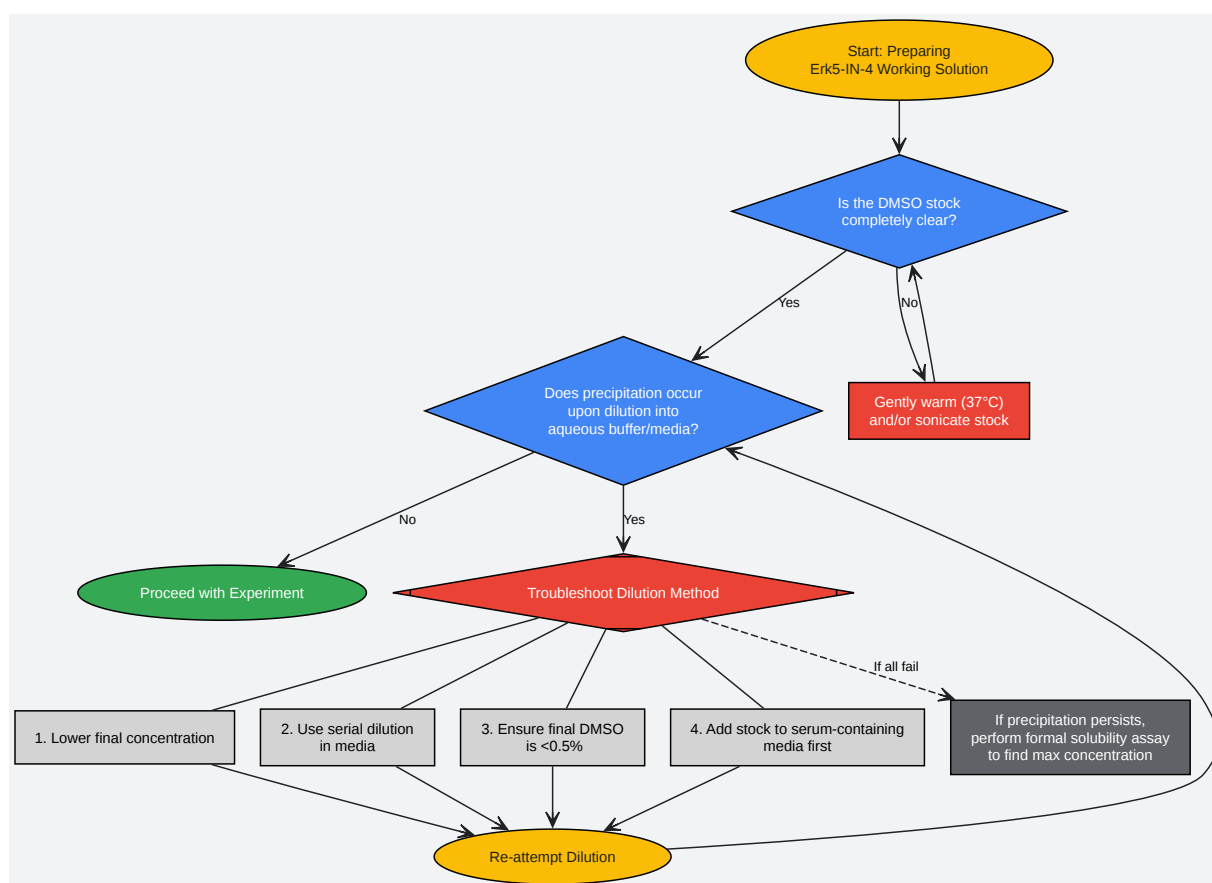 Start: Preparing
Erk5-IN-4 Working Solution
Is the DMSO stock
completely clear?
Yes
No
Does precipitation occur
upon dilution into
aqueous buffer/media?
Gently warm (37°C)
and/or sonicate stock
No
Yes
Proceed with Experiment
Troubleshoot Dilution Method
If all fail
1. Lower final concentration
2. Use serial dilution
in media
3. Ensure final DMSO
is <0.5%
4. Add stock to serum-containing
media first
If precipitation persists,
perform formal solubility assay
to find max concentration
Re-attempt Dilution